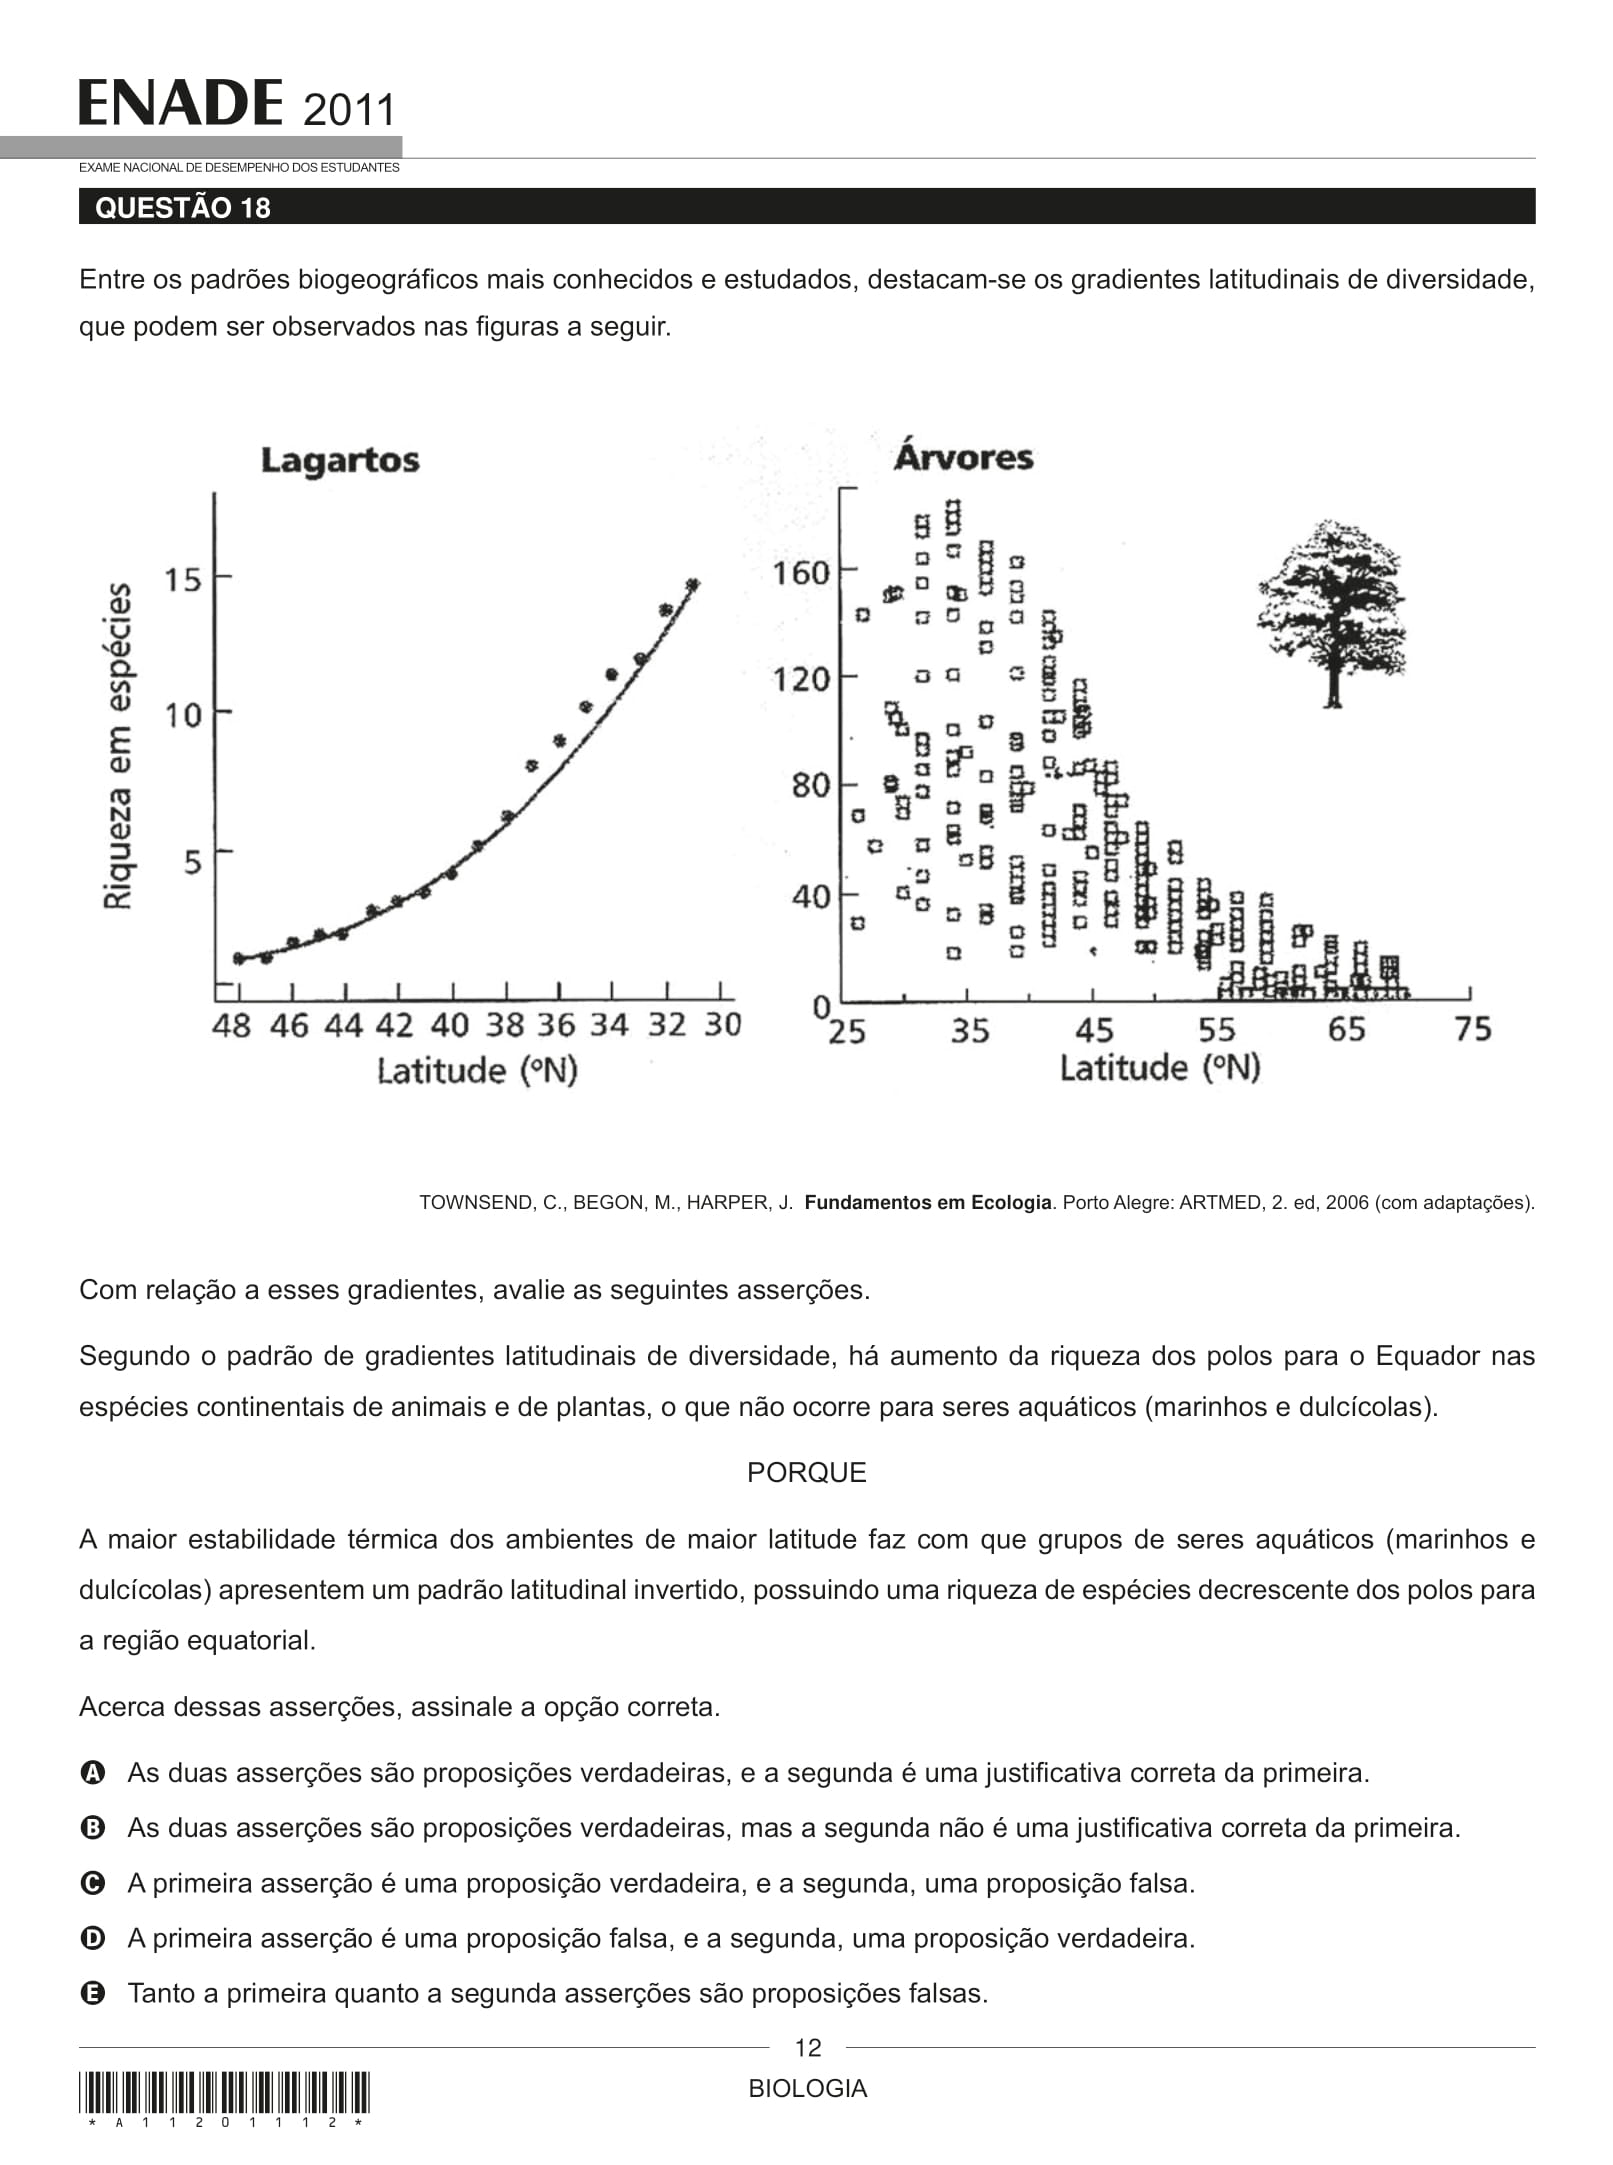 ENADE 2011
EXAME NACIONAL DE DESEMPENHO DOS ESTUDANTES
QUESTÃO 18
Entre os padrões biogeográficos mais conhecidos e estudados, destacam-se os gradientes latitudinais de diversidade,
que podem ser observados nas figuras a seguir.
Lagartos
Riqueza em espécies
15
10
5
48 46 44 42 40 38 36 34 32 30
Latitude (ºN)
Árvores
160
120
80
40
0
25 35 45 55 65 75
Latitude (ºN)
TOWNSEND, C., BEGON, M., HARPER, J. Fundamentos em Ecologia. Porto Alegre: ARTMED, 2. ed, 2006 (com adaptações).
Com relação a esses gradientes, avalie as seguintes asserções.
Segundo o padrão de gradientes latitudinais de diversidade, há aumento da riqueza dos polos para o Equador nas
espécies continentais de animais e de plantas, o que não ocorre para seres aquáticos (marinhos e dulcícolas).
PORQUE
A maior estabilidade térmica dos ambientes de maior latitude faz com que grupos de seres aquáticos (marinhos e
dulcícolas) apresentem um padrão latitudinal invertido, possuindo uma riqueza de espécies decrescente dos polos para
a região equatorial.
Acerca dessas asserções, assinale a opção correta.
A As duas asserções são proposições verdadeiras, e a segunda é uma justificativa correta da primeira.
B As duas asserções são proposições verdadeiras, mas a segunda não é uma justificativa correta da primeira.
C A primeira asserção é uma proposição verdadeira, e a segunda, uma proposição falsa.
D A primeira asserção é uma proposição falsa, e a segunda, uma proposição verdadeira.
E Tanto a primeira quanto a segunda asserções são proposições falsas.
12
BIOLOGIA
* A 1 1 2 0 1 1 1 2 *